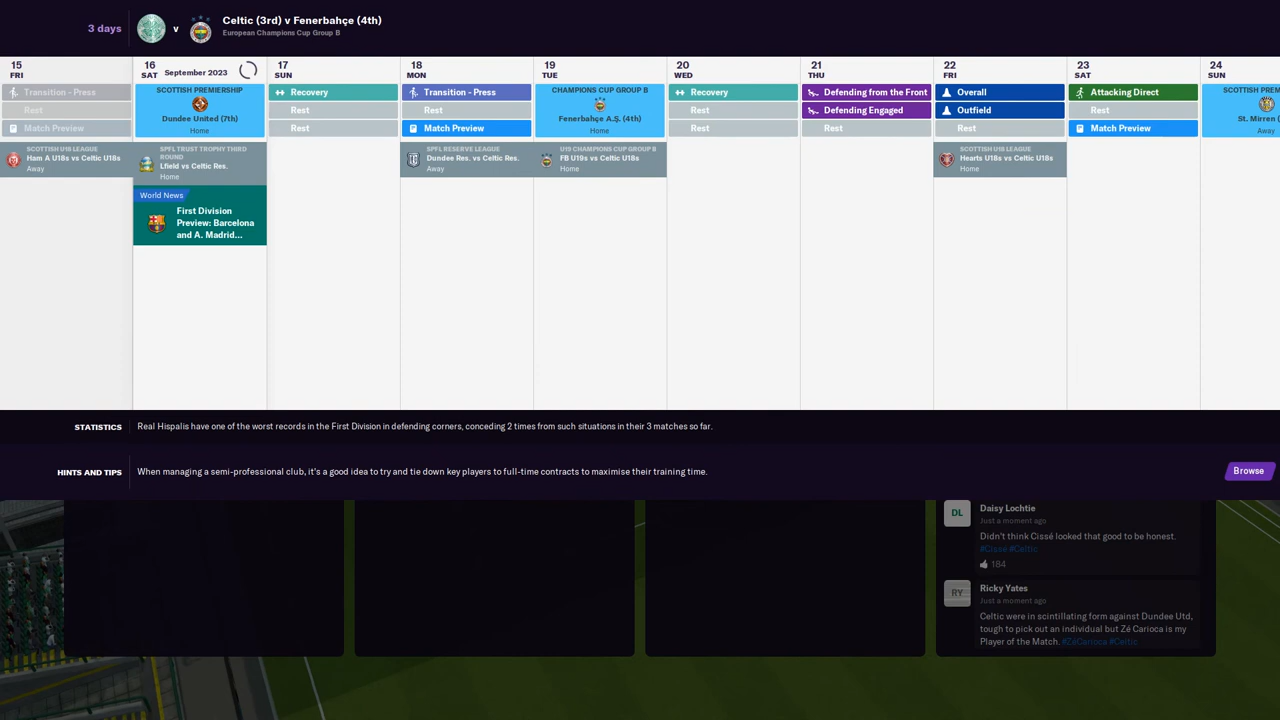 3 days
v
Celtic (3rd) v Fenerbahçe (4th)
European Champions Cup Group B
15
FRI
16
SAT
September 2023
17
SUN
18
MON
19
TUE
20
WED
21
THU
22
FRI
23
SAT
24
SUN
Transition - Press
Rest
Match Preview
SCOTTISH PREMIERSHIP
Dundee United (7th)
Home
Recovery
Rest
Rest
Transition - Press
Rest
Match Preview
CHAMPIONS CUP GROUP B
Fenerbahçe A.Ş. (4th)
Home
Recovery
Rest
Rest
Defending from the Front
Defending Engaged
Rest
Overall
Outfield
Rest
Attacking Direct
Rest
Match Preview
SCOTTISH PREM
St. Mirren (
Away
SCOTTISH U18 LEAGUE
Ham A U18s vs Celtic U18s
Away
SPFL TRUST TROPHY THIRD
ROUND
Lfield vs Celtic Res.
Home
SPFL RESERVE LEAGUE
Dundee Res. vs Celtic Res.
Away
U19 CHAMPIONS CUP GROUP B
FB U19s vs Celtic U18s
Home
SCOTTISH U18 LEAGUE
Hearts U18s vs Celtic U18s
Home
World News
First Division
Preview: Barcelona
and A. Madrid...
STATISTICS
Real Hispalis have one of the worst records in the First Division in defending corners, conceding 2 times from such situations in their 3 matches so far.
HINTS AND TIPS
When managing a semi-professional club, it's a good idea to try and tie down key players to full-time contracts to maximise their training time.
Browse
DL
Daisy Lochtie
Just a moment ago
Didn't think Cissé looked that good to be honest.
#Cissé #Celtic
184
RY
Ricky Yates
Just a moment ago
Celtic were in scintillating form against Dundee Utd,
tough to pick out an individual but Zé Carioca is my
Player of the Match. #ZéCarioca #Celtic